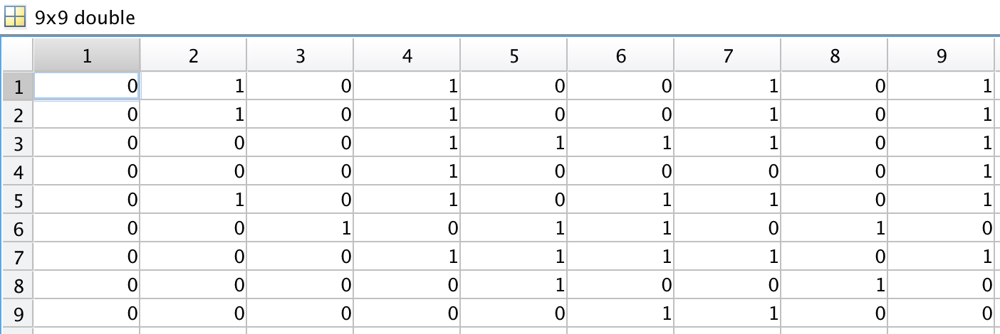 9x9 double
1 2 3 4 5 6 7 8 9
1 0 1 0 1 0 0 1 0 1
2 0 1 0 1 0 0 1 0 1
3 0 0 0 1 1 1 1 0 1
4 0 0 0 1 0 0 0 0 1
5 0 1 0 1 0 1 1 0 1
6 0 0 1 0 1 1 0 1 0
7 0 0 0 1 1 1 1 0 1
8 0 0 0 0 1 0 0 1 0
9 0 0 0 0 0 1 1 0 0